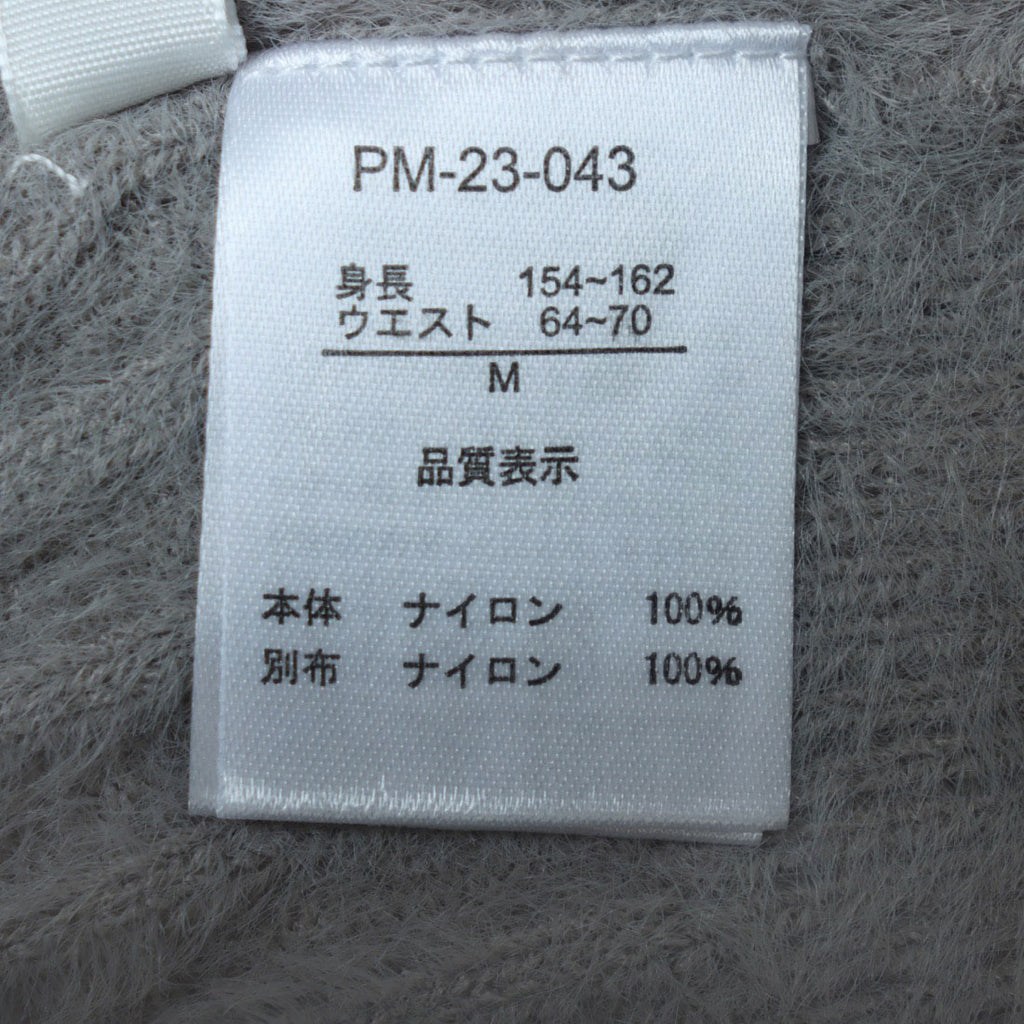 PM-23-043
身長 154~162
ウエスト 64~70
M
品質表示
本体 ナイロン 100%
別布 ナイロン 100%